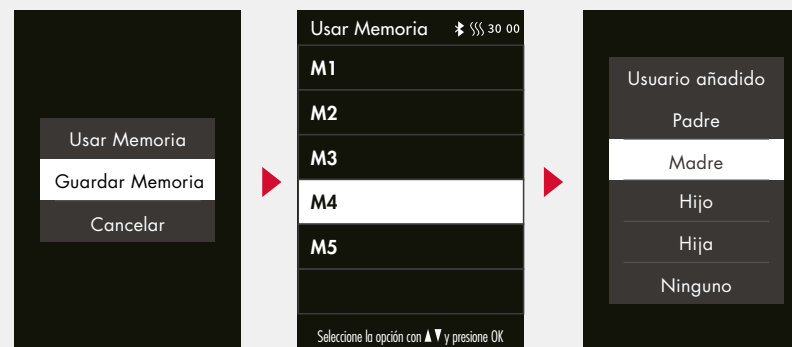 Usar Memoria
Guardar Memoria
Cancelar
Usar Memoria 30 00
M1
M2
M3
M4
M5
Seleccione la opción con ▲▼ y presione OK
Usuario añadido
Padre
Madre
Hijo
Hija
Ninguno